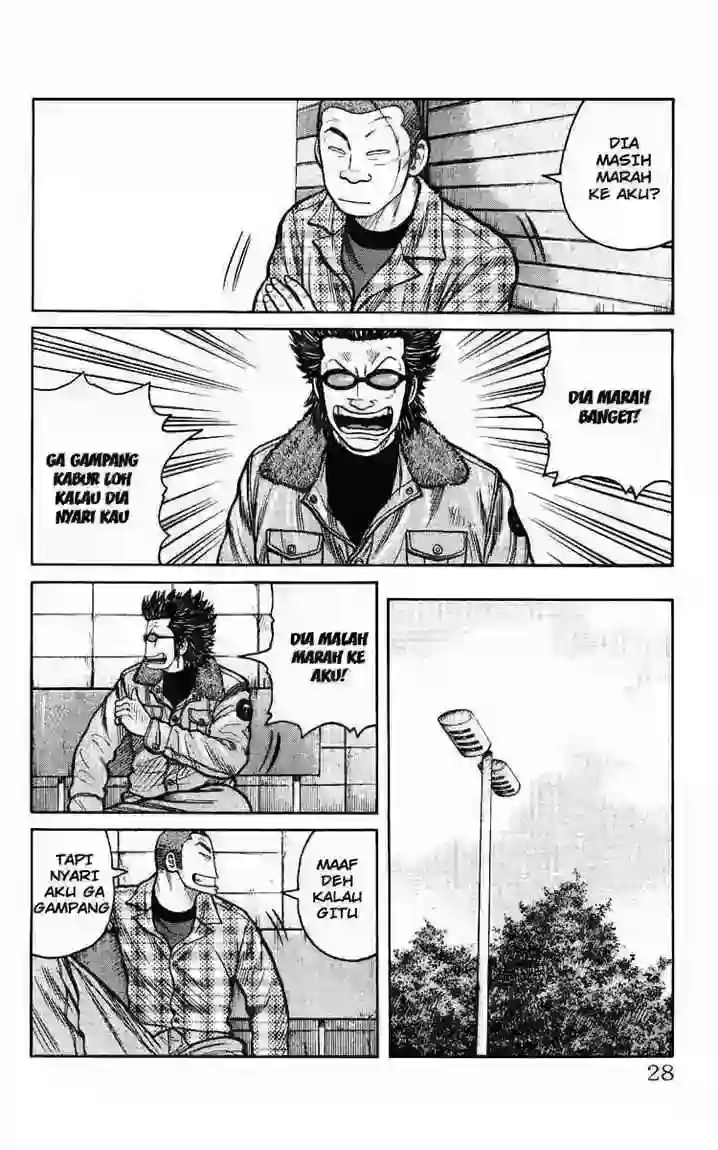 DIA
MASIH
MARAH
KE AKU?
DIA MARAH
BANGET!
GA GAMPANG
KABUR LOH
KALAU DIA
NYARI KAU
DIA MALAH
MARAH KE
AKU!
MAAF
DEH
KALAU
GITU
TAPI
NYARI
AKU GA
GAMPANG
28